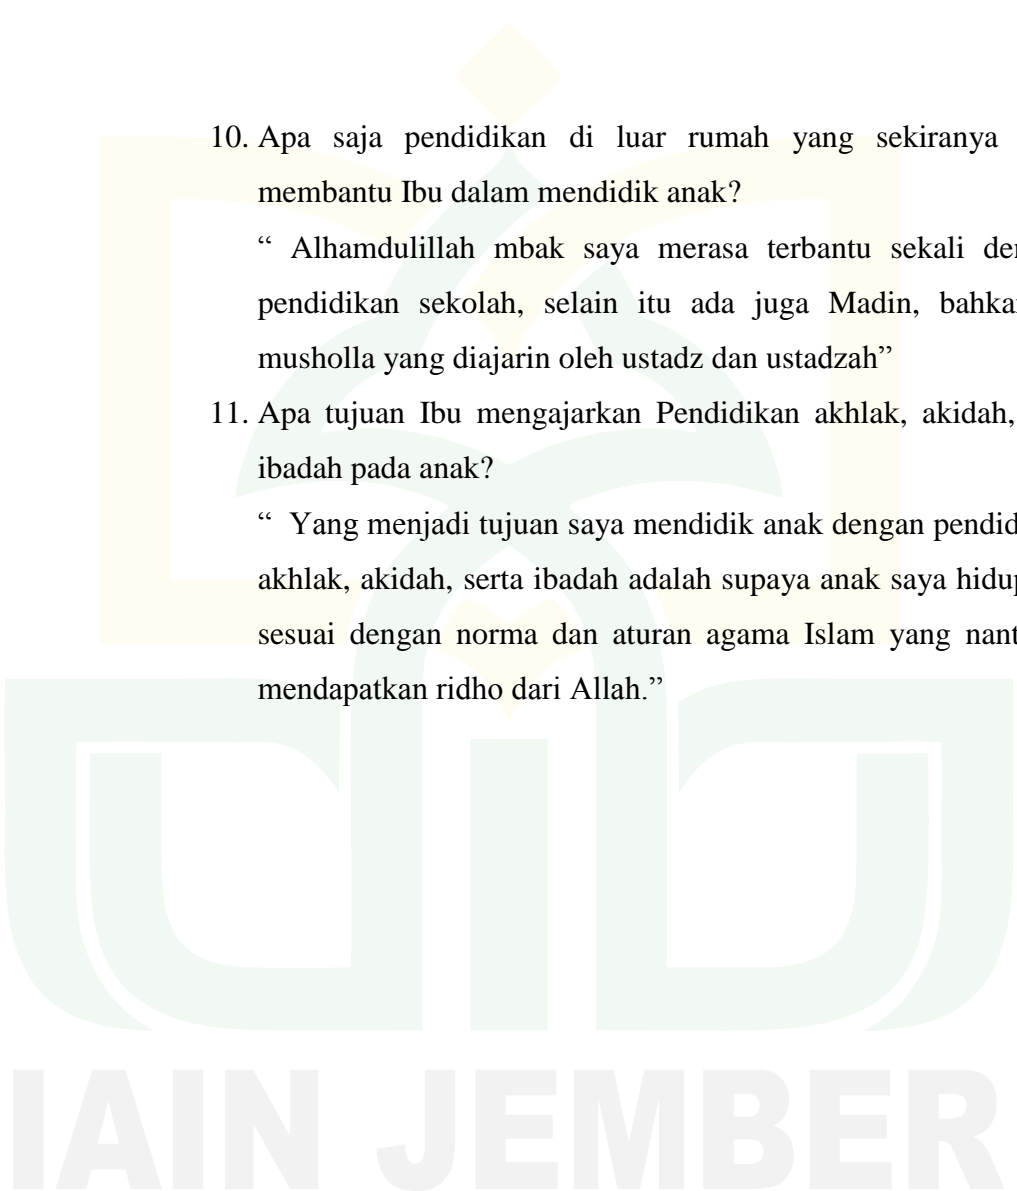 10. Apa saja pendidikan di luar rumah yang sekiranya
membantu Ibu dalam mendidik anak?
“ Alhamdulillah mbak saya merasa terbantu sekali
pendidikan sekolah, selain itu ada juga Madin,
musholla yang diajarin oleh ustadz dan ustadzah”
11. Apa tujuan Ibu mengajarkan Pendidikan akhlak, akidah,
ibadah pada anak?
“ Yang menjadi tujuan saya mendidik anak dengan
akhlak, akidah, serta ibadah adalah supaya anak saya
sesuai dengan norma dan aturan agama Islam yang
mendapatkan ridho dari Allah.”
IAIN JEMBER